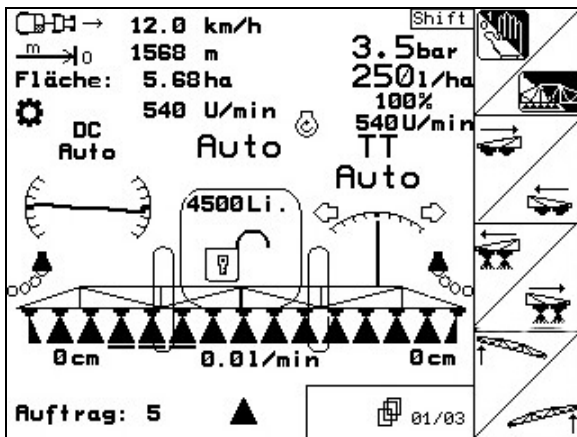 Shift
12.0 km/h
m 0 1568 m
3.5bar
Fläche: 5.68ha
250l/ha
100%
540 U/min
540U/min
DC
Auto
Auto
TT
Auto
4500Li.
0cm 0.0l/min 0cm
Auftrag: 5
01/03